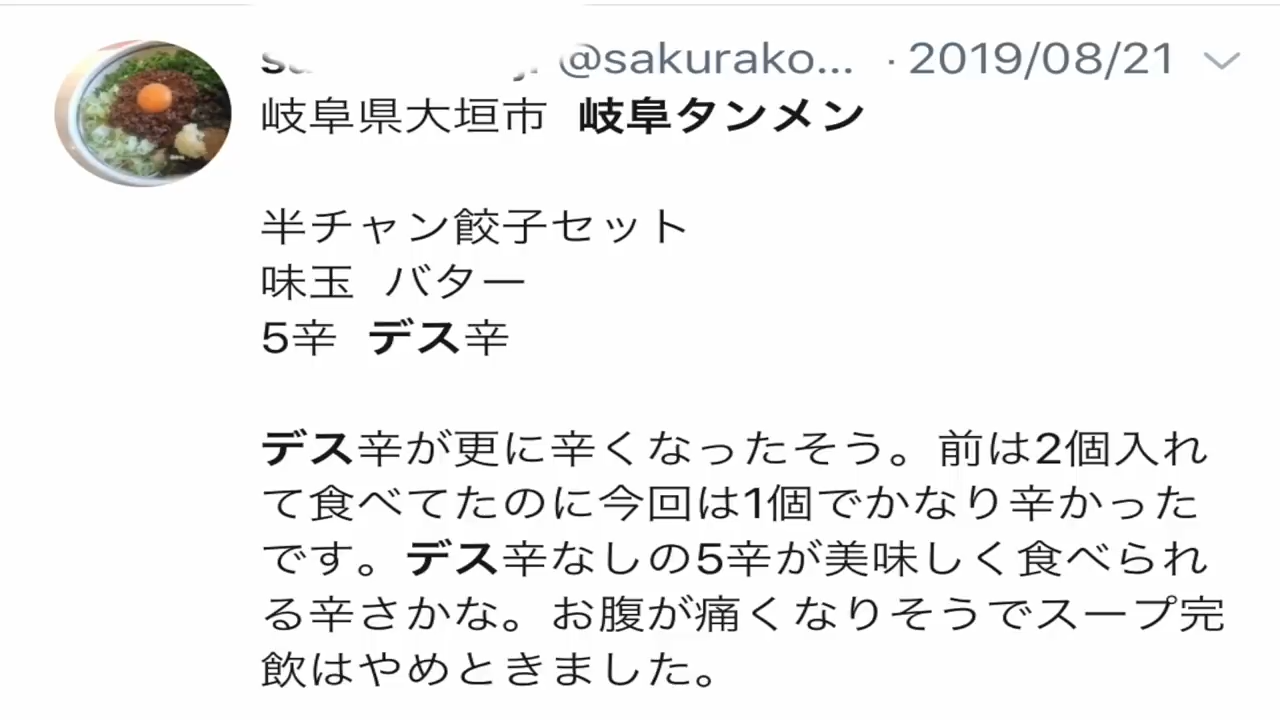 @sakurako... · 2019/08/21
岐阜県大垣市 岐阜タンメン
半チャン餃子セット
味玉 バター
5辛 デス辛
デス辛が更に辛くなったそう。前は2個入れ
て食べてたのに今回は1個でかなり辛かった
です。デス辛なしの5辛が美味しく食べられ
る辛さかな。お腹が痛くなりそうでスープ完
飲はやめときました。